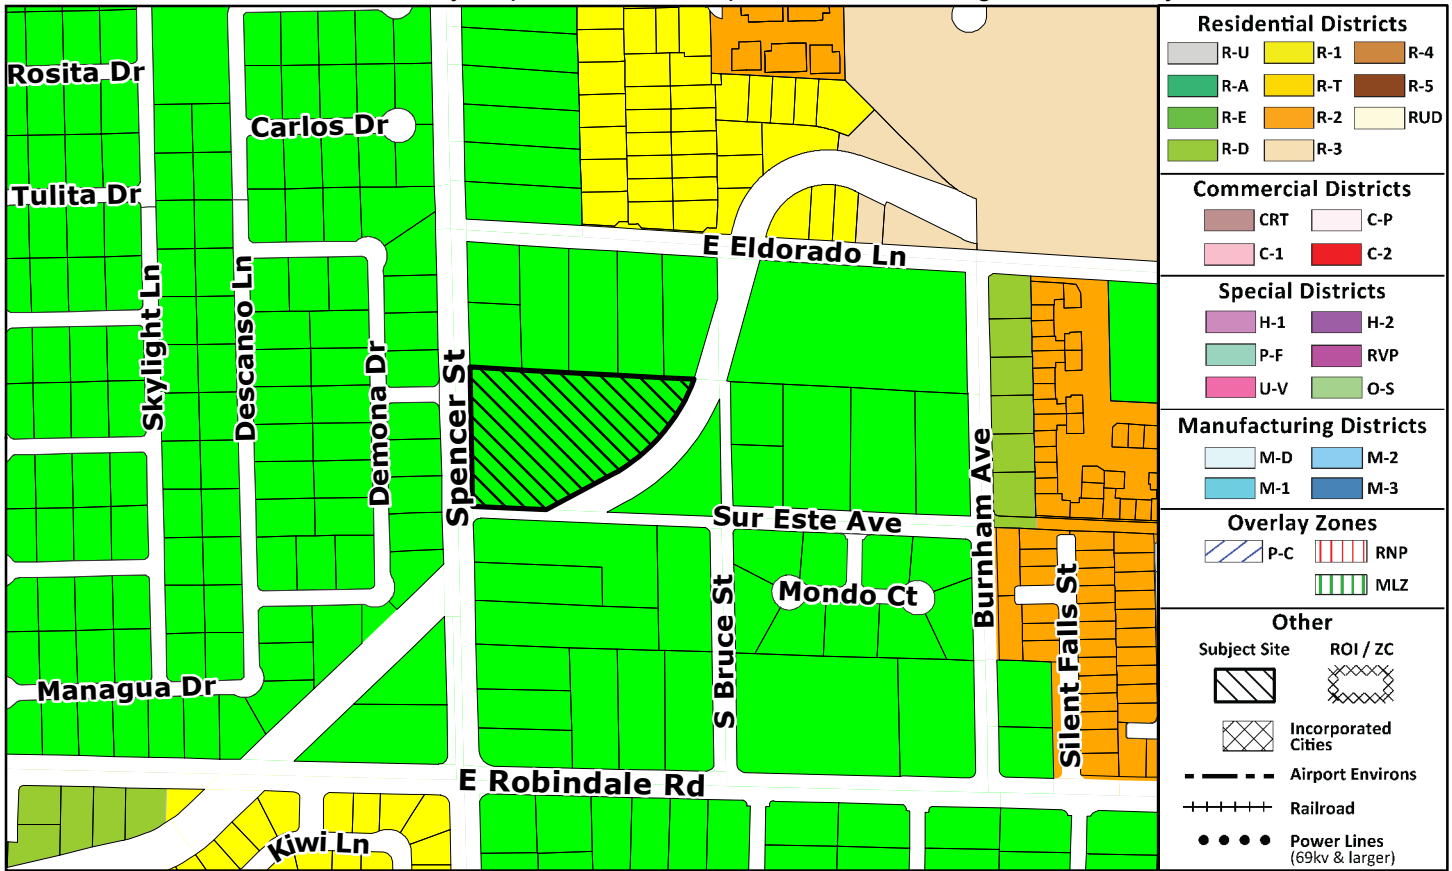 Rosita Dr
Carlos Dr
Tulita Dr
E Eldorado Ln
Skylight Ln
Descanso Ln
Demona Dr
Spencer St
Sur Este Ave
Burnham Ave
Mondo Ct
S Bruce St
Silent Falls St
Managua Dr
E Robindale Rd
Kiwi Ln
Residential Districts
R-U R-1 R-4
R-A R-T R-5
R-E R-2 RUD
R-D R-3
Commercial Districts
CRT C-P
C-1 C-2
Special Districts
H-1 H-2
P-F RVP
U-V O-S
Manufacturing Districts
M-D M-2
M-1 M-3
Overlay Zones
P-C RNP
MLZ
Other
Subject Site ROI / ZC
Incorporated
Cities
Airport Environs
Railroad
Power Lines
(69kv & larger)